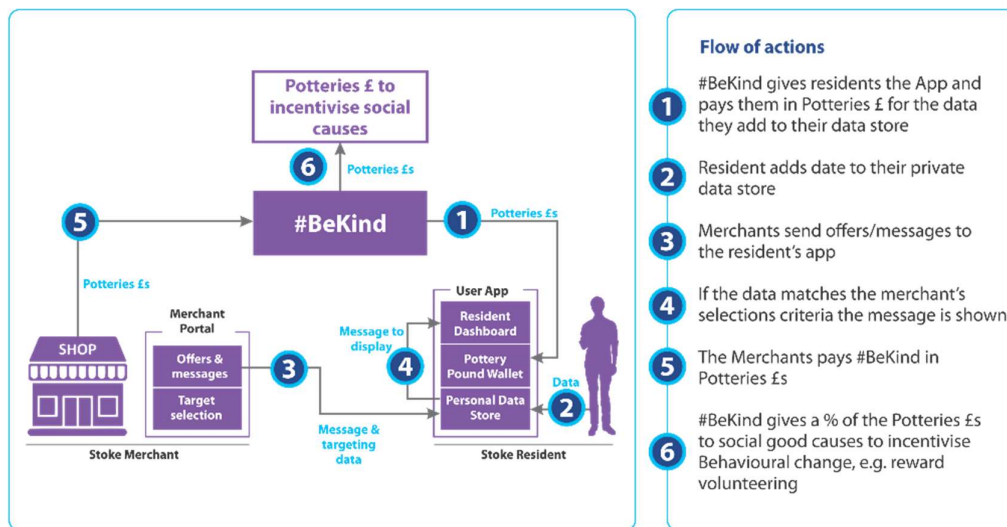 Potteries £ to
incentivise social
causes
6
Potteries £s
5
#BeKind
1
Potteries £s
Potteries £s
Merchant
Portal
SHOP
Offers &
messages
Target
selection
3
Message &
targeting
data
Stoke Merchant
User App
Resident
Dashboard
Pottery
Pound Wallet
Personal Data
Store
Message to
display
4
Data
2
Stoke Resident
Flow of actions
1
#BeKind gives residents the App and
pays them in Potteries £ for the data
they add to their data store
2
Resident adds date to their private
data store
3
Merchants send offers/messages to
the resident's app
4
If the data matches the merchant's
selections criteria the message is shown
5
The Merchants pays #BeKind in
Potteries £s
6
#BeKind gives a % of the Potteries £s
to social good causes to incentivise
Behavioural change, e.g. reward
volunteering